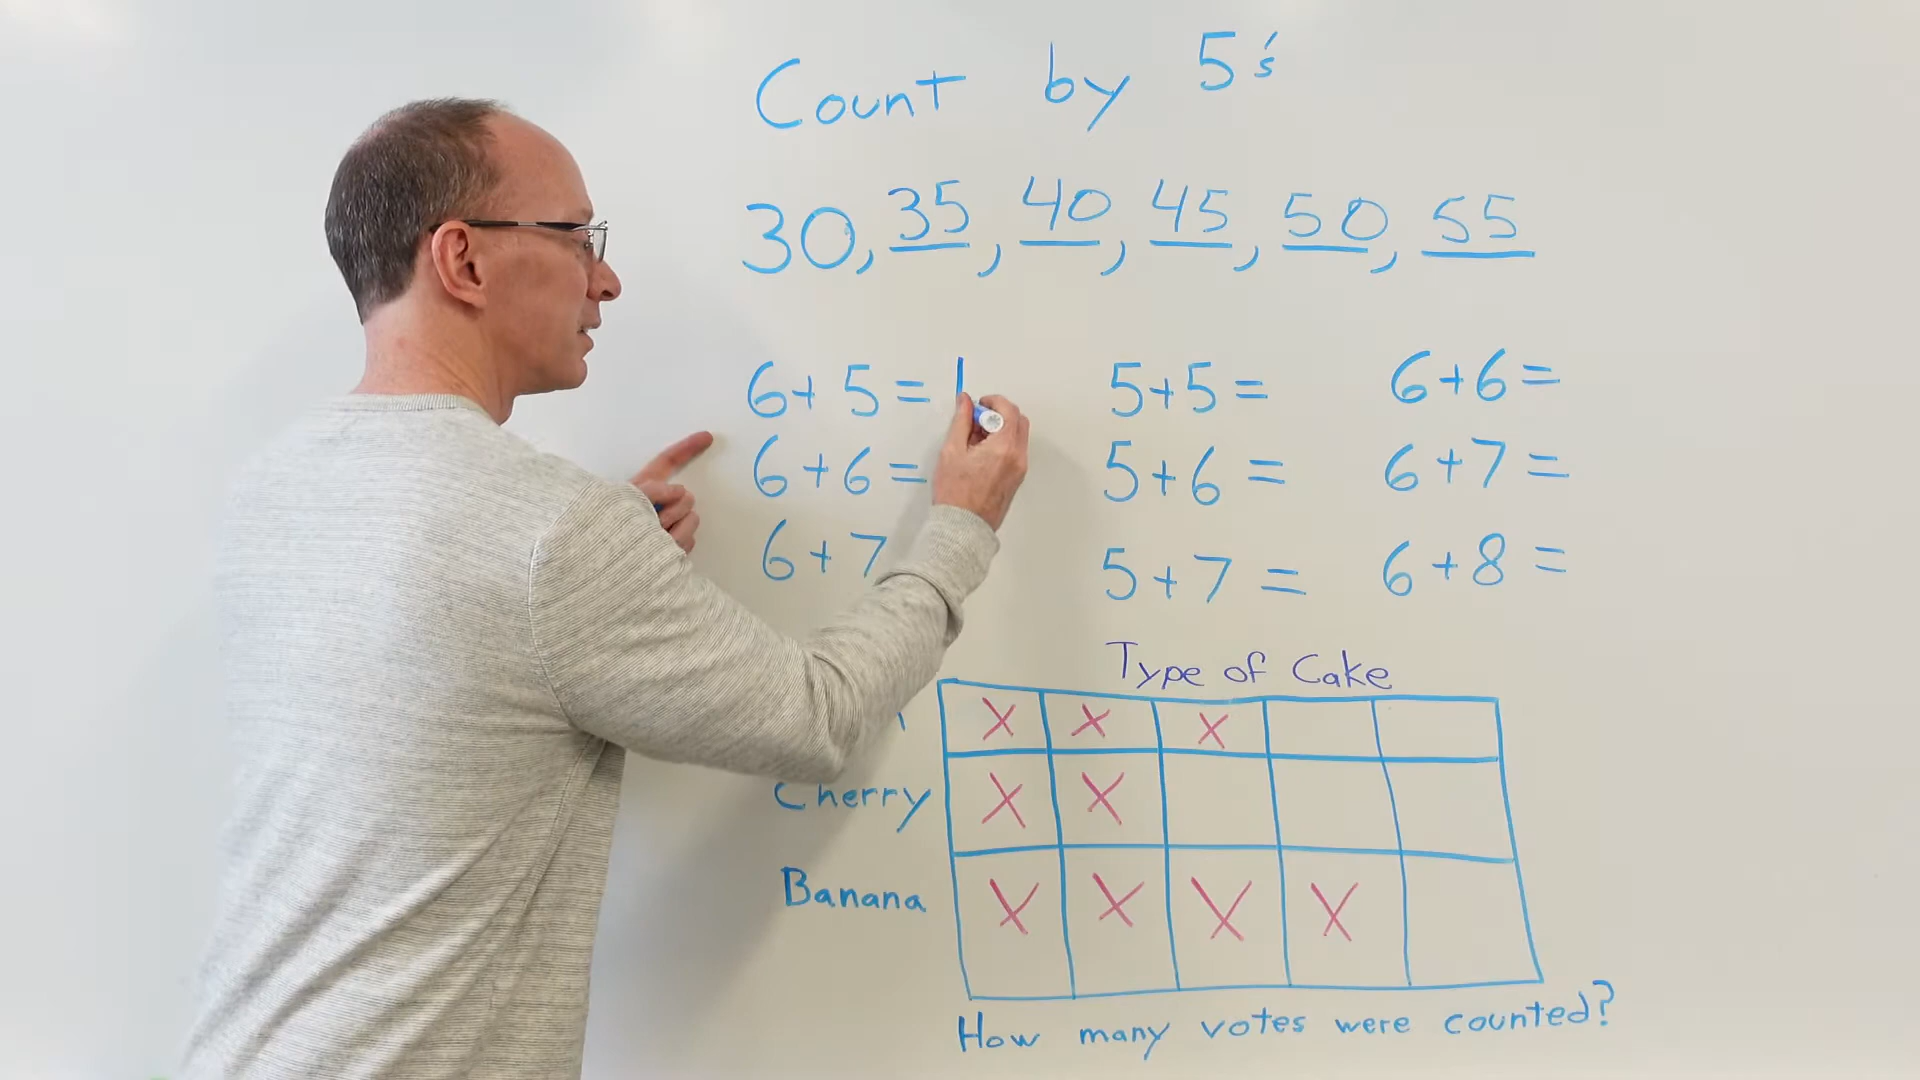 Count by 5's
30, 35, 40, 45, 50, 55
6+5= 5+5= 6+6=
6+6= 5+6= 6+7=
6+7 5+7= 6+8=
Type of Cake
X X X
Cherry X X
Banana X X X X
How many votes were counted?